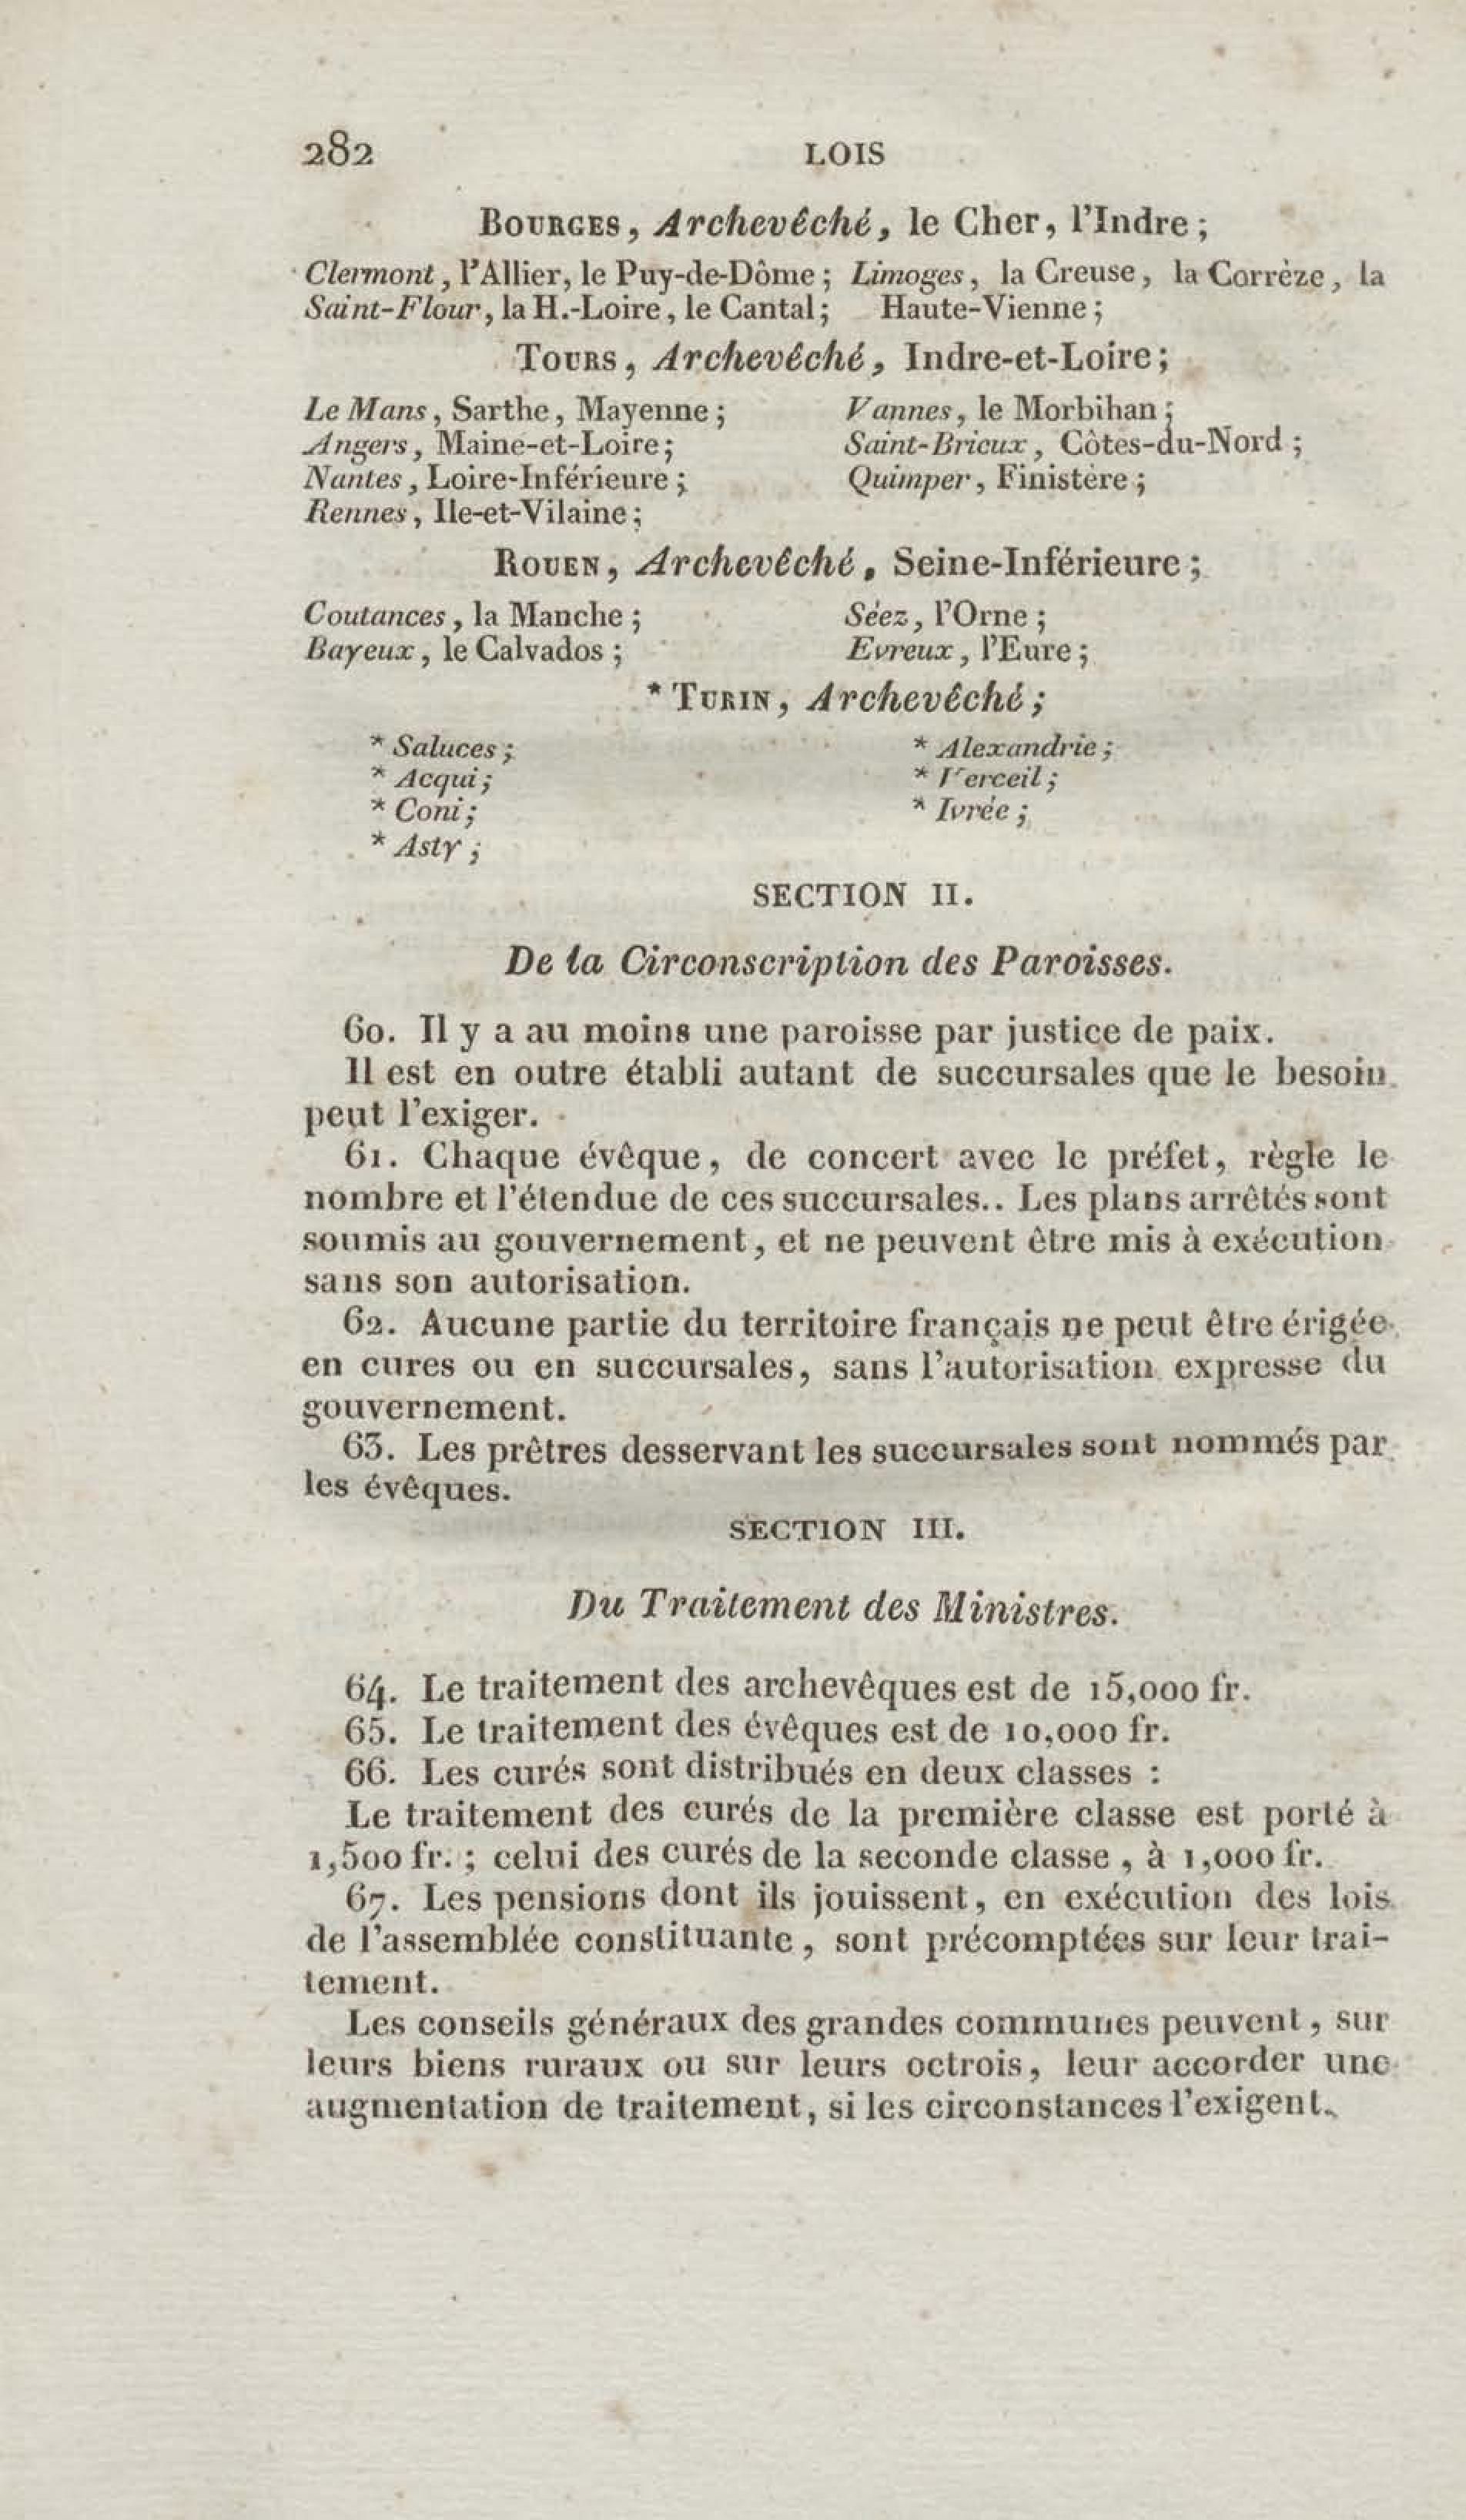 282 LOIS
BOURGES, Archevêché, le Cher, l'Indre;
Clermont, l'Allier, le Puy-de-Dôme;
Saint-Flour, la H.-Loire, le Cantal;
Limoges, la Creuse, la Corrèze, la
Haute-Vienne;
TOURS, Archevêché, Indre-et-Loire;
Le Mans, Sarthe, Mayenne;
Angers, Maine-et-Loire;
Nantes, Loire-Inférieure;
Rennes, Ile-et-Vilaine;
Vannes, le Morbihan;
Saint-Brieux, Côtes-du-Nord;
Quimper, Finistère;
ROUEN, Archevêché, Seine-Inférieure;
Coutances, la Manche;
Bayeux, le Calvados;
Séez, l'Orne;
Evreux, l'Eure;
* TURIN, Archevêché;
* Saluces;
* Acqui;
* Coni;
* Asty;
* Alexandrie;
* Verceil;
* Ivrée;
SECTION II.
De la Circonscription des Paroisses.
60. Il y a au moins une paroisse par justice de paix.
Il est en outre établi autant de succursales que le besoin
peut l'exiger.
61. Chaque évêque, de concert avec le préfet, règle le
nombre et l'étendue de ces succursales.. Les plans arrêtés sont
soumis au gouvernement, et ne peuvent être mis à exécution
sans son autorisation.
62. Aucune partie du territoire français ne peut être érigée
en cures ou en succursales, sans l'autorisation expresse du
gouvernement.
63. Les prêtres desservant les succursales sont nommés par
les évêques.
SECTION III.
Du Traitement des Ministres.
64. Le traitement des archevêques est de 15,000 fr.
65. Le traitement des évêques est de 10,000 fr.
66. Les curés sont distribués en deux classes :
Le traitement des curés de la première classe est porté à
1,500 fr. ; celui des curés de la seconde classe, à 1,000 fr.
67. Les pensions dont ils jouissent, en exécution des lois
de l'assemblée constituante, sont précomptées sur leur trai-
tement.
Les conseils généraux des grandes communes peuvent, sur
leurs biens ruraux ou sur leurs octrois, leur accorder une
augmentation de traitement, si les circonstances l'exigent.